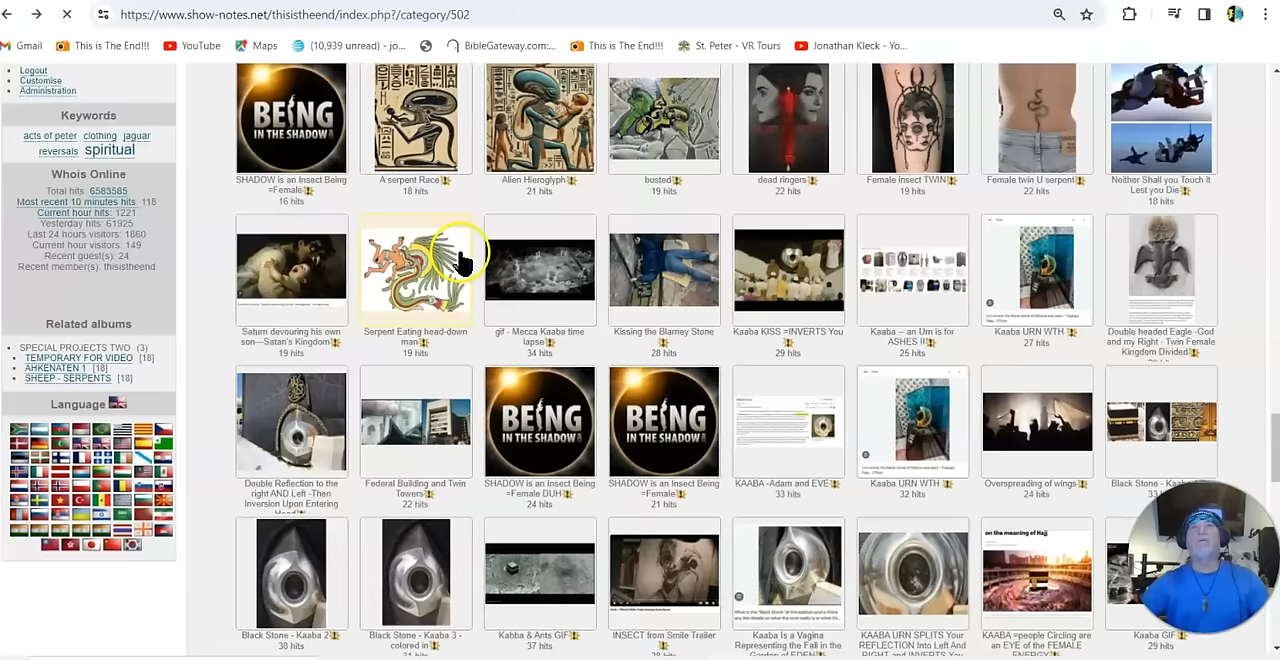 https://www.show-notes.net/thisistheend/index.php?/category/502
Gmail
This is The End!!!
YouTube
Maps
(10,939 unread) - jo...
BibleGateway.com:...
This is The End!!!
St. Peter - VR Tours
Jonathan Kleck - Yo...
Logout
Customise
Administration
Keywords
acts of peter clothing jaguar
reversals spiritual
Whois Online
Total hits: 6583585
Most recent 10 minutes hits: 118
Current hour hits: 1221
Yesterday hits: 61925
Last 24 hours visitors: 1860
Current hour visitors: 149
Recent guest(s): 24
Recent member(s): thisistheend
Related albums
SPECIAL PROJECTS TWO (3)
TEMPORARY FOR VIDEO [18]
AHKENATEN 1 [18]
SHEEP - SERPENTS [18]
Language
BEING
IN THE SHADOW
SHADOW is an Insect Being
=Female
16 hits
A serpent Race
18 hits
Alien Hieroglyph
21 hits
busted
19 hits
dead ringers
22 hits
Female insect TWIN
19 hits
Female twin U serpent
22 hits
Neither Shall you Touch it
Lest you Die
18 hits
Saturn devouring his own
son—Satan's Kingdom
19 hits
Serpent Eating head-down
man
19 hits
gif - Mecca Kaaba time
lapse
34 hits
Kissing the Blarney Stone
28 hits
Kaaba KISS =INVERTS You
29 hits
Kaaba -- an Urn is for
ASHES !!
25 hits
Kaaba URN WTH
27 hits
Double headed Eagle -God
and my Right - Twin Female
Kingdom Divided
Double Reflection to the
right AND Left -Then
Inversion Upon Entering
Federal Building and Twin
Towers
22 hits
BEING
IN THE SHADOW
SHADOW is an Insect Being
=Female DUH
24 hits
BEING
IN THE SHADOW
SHADOW is an Insect Being
=Female
21 hits
KAABA -Adam and EVE
33 hits
Kaaba URN WTH
32 hits
Overspreading of wings
24 hits
Black Stone - Kaaba
Black Stone - Kaaba 2
30 hits
Black Stone - Kaaba 3 -
colored in
Kabba & Ants GIF
37 hits
INSECT from Smile Trailer
Kaaba Is a Vagina
Representing the Fall in the
Garden of EDEN
KAABA URN SPLITS Your
REFLECTION Into Left And
RIGHT and INVERTS You
on the meaning of Hajj
KAABA =people Circling are
an EYE of the FEMALE
ENERGY
Kaaba GIF
29 hits